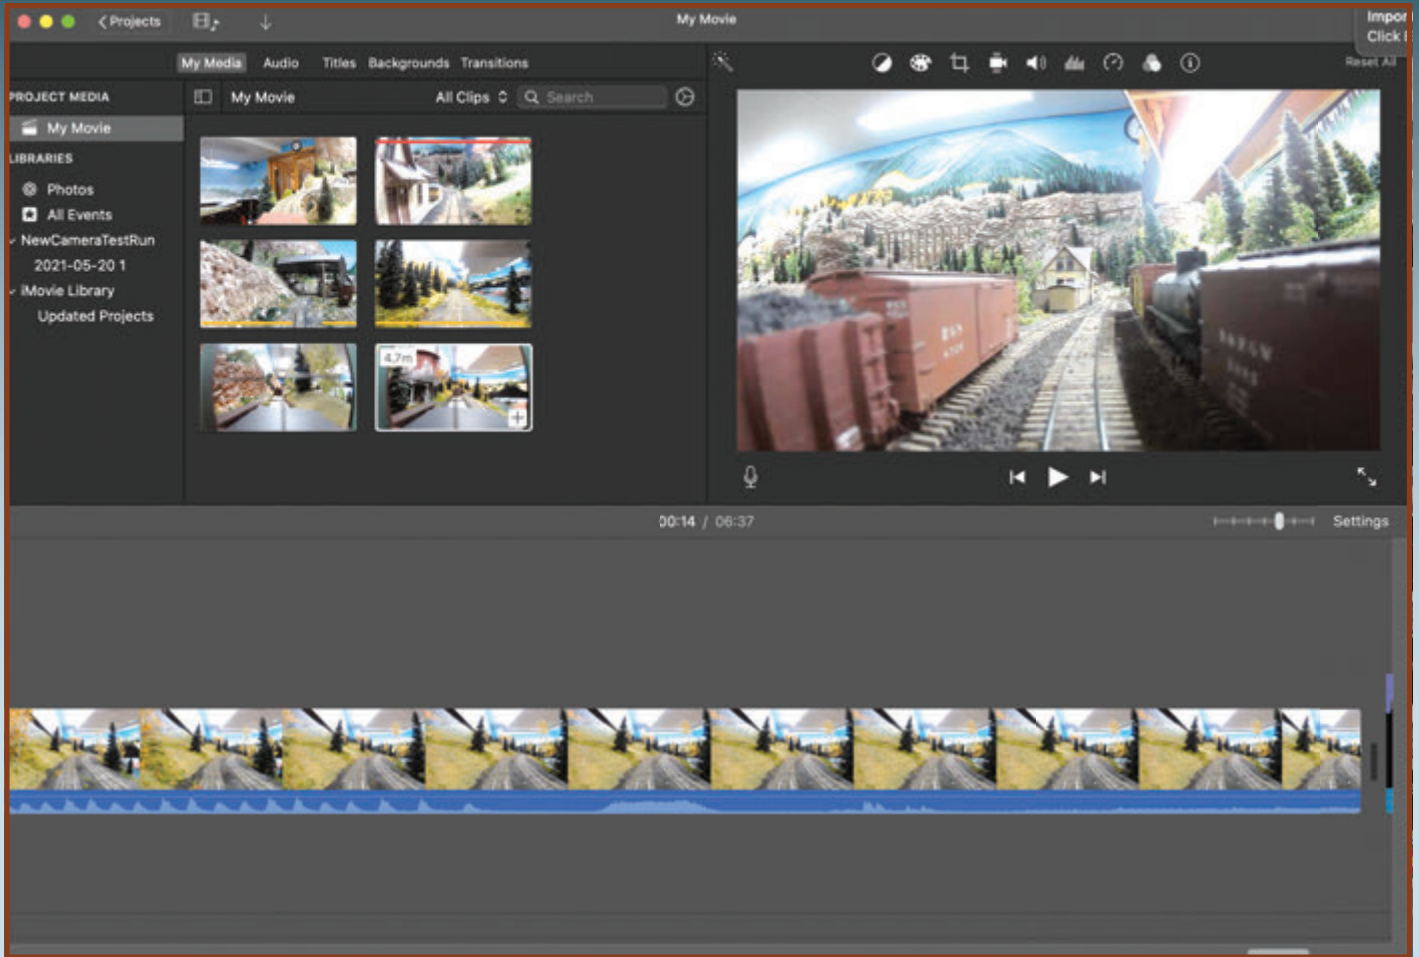 Projects
My Movie
Impor
Click
My Media Audio Titles Backgrounds Transitions
Reset All
PROJECT MEDIA
My Movie
LIBRARIES
Photos
All Events
NewCameraTestRun
2021-05-20 1
iMovie Library
Updated Projects
My Movie
All Clips
Search
4.7m
00:14 / 06:37
Settings